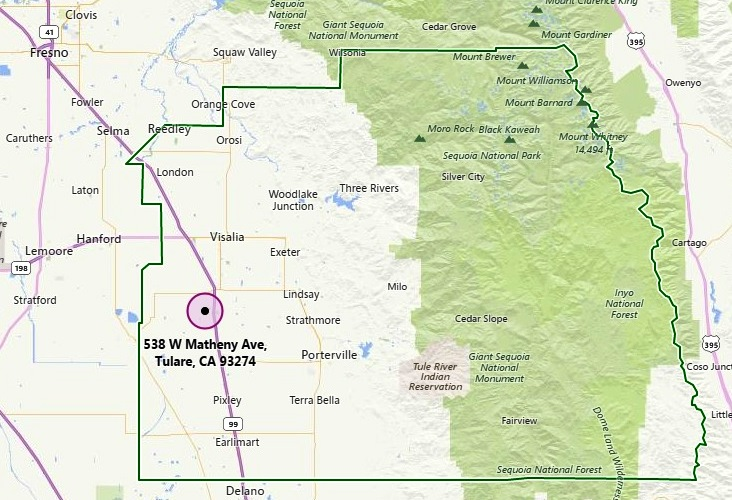 Mount Clarence King
Clovis
Sequoia
National
Forest
Giant Sequoia
National Monument
Cedar Grove
Mount Gardiner
41
395
Fresno
Squaw Valley
Wilsonia
Mount Brewer
Mount Williamson
Owenyo
Fowler
Orange Cove
Mount Barnard
Caruthers
Selma
Reedley
Orosi
Moro Rock
Black Kaweah
Mount Whitney
14,494
Sequoia National Park
London
Silver City
Laton
Woodlake
Junction
Three Rivers
Hanford
Visalia
Cartago
Lemoore
Exeter
198
Milo
Stratford
Lindsay
Inyo
National
Forest
Strathmore
Cedar Slope
538 W Matheny Ave,
Tulare, CA 93274
395
Porterville
Giant Sequoia
National
Monument
Tule River
Indian
Reservation
Coso Junct
Pixley
Terra Bella
Little
99
Fairview
Dome Land Wilderness
Earlimart
Sequoia National Forest
Delano